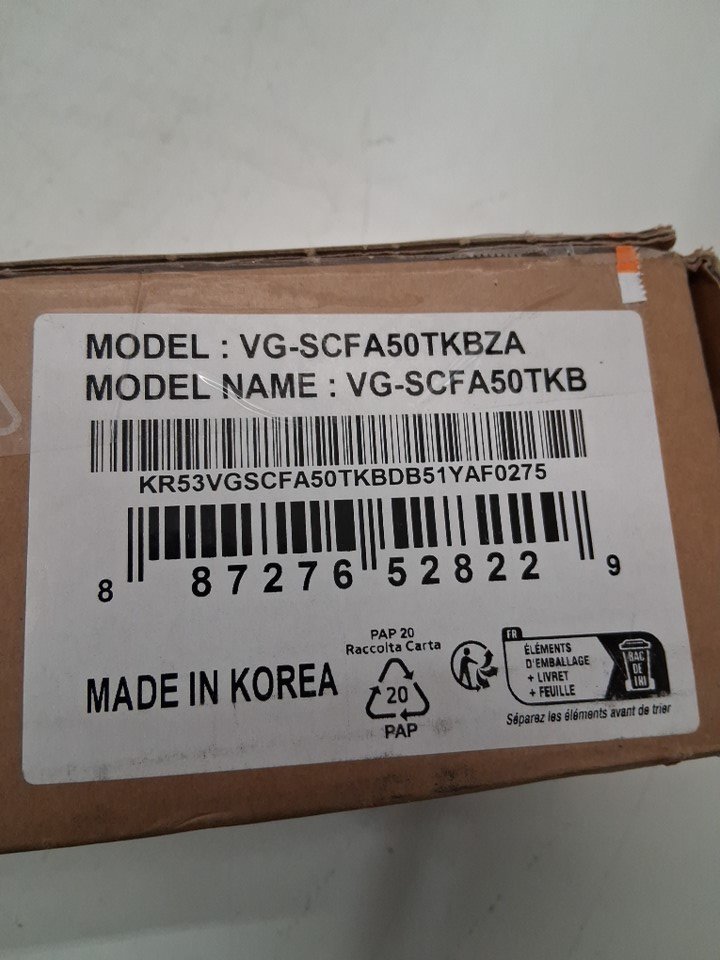 MODEL : VG-SCFA50TKBZA
MODEL NAME : VG-SCFA50TKB
KR53VGSCFA50TKBDB51YAF0275
8 87276 52822 9
MADE IN KOREA
PAP 20
Raccolta Carta
20
PAP
FR
ÉLÉMENTS
D'EMBALLAGE
+ LIVRET
+ FEUILLE
BAC
DE
TRI
Séparez les éléments avant de trier